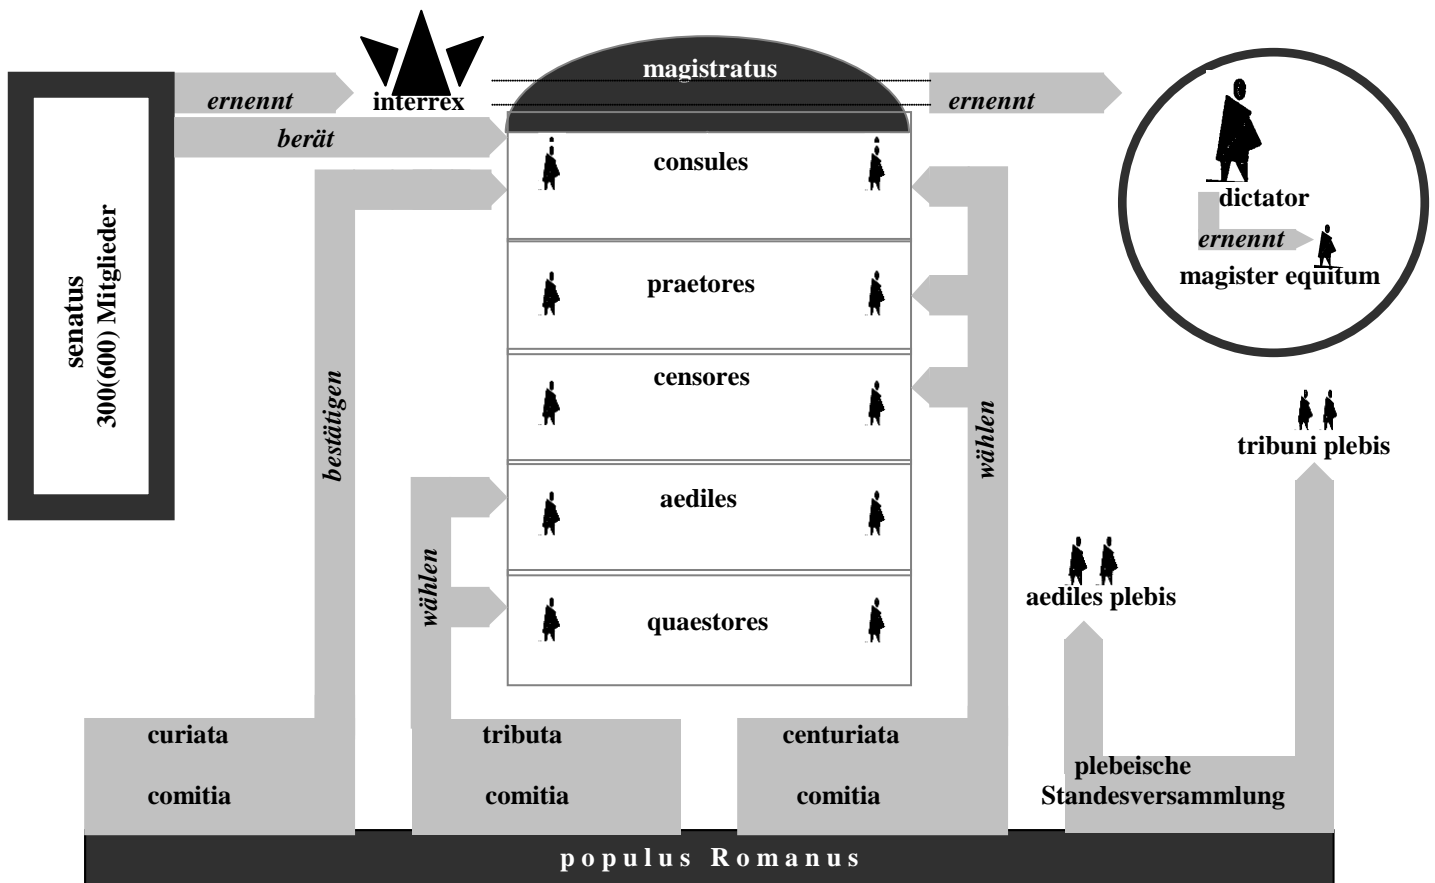 magistratus
ernennt
interrex
ernennt
berät
senatus
300(600) Mitglieder
consules
dictator
ernennt
magister equitum
praetores
censores
bestätigen
wählen
tribuni plebis
aediles
wählen
aediles plebis
quaestores
curiata
comitia
tributa
comitia
centuriata
comitia
plebeische
Standesversammlung
populus Romanus